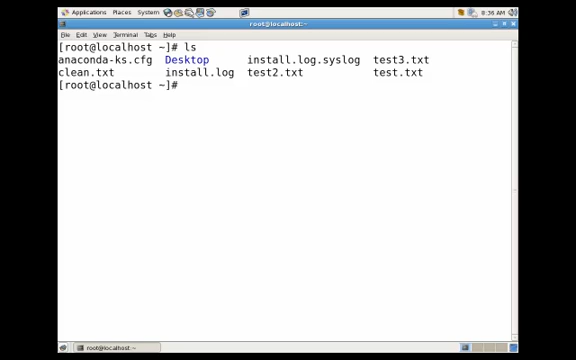 Applications Places System 8:36 AM
root@localhost:~
File Edit View Terminal Tabs Help
[root@localhost ~]# ls
anaconda-ks.cfg Desktop install.log.syslog test3.txt
clean.txt install.log test2.txt test.txt
[root@localhost ~]#
root@localhost:~